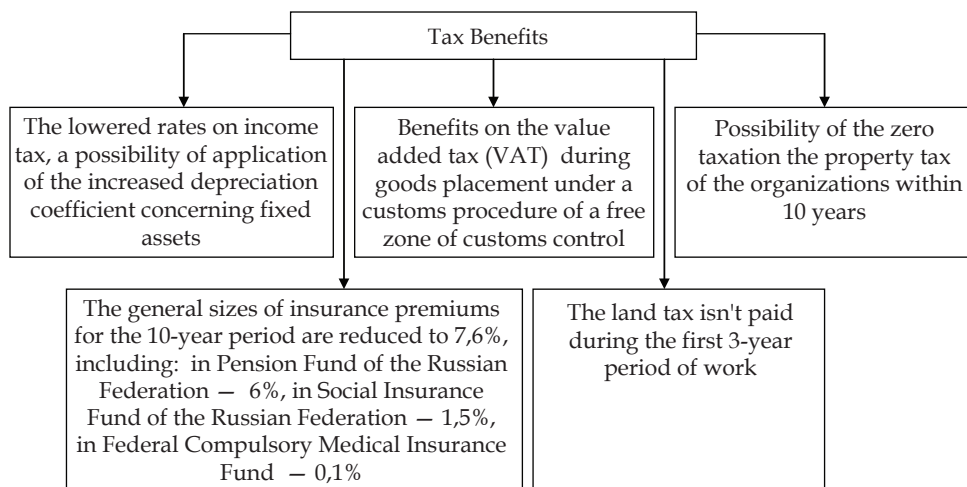 Tax Benefits
The lowered rates on income
tax, a possibility of application
of the increased depreciation
coefficient concerning fixed
assets
Benefits on the value
added tax (VAT) during
goods placement under a
customs procedure of a free
zone of customs control
Possibility of the zero
taxation the property tax
of the organizations within
10 years
The general sizes of insurance premiums
for the 10-year period are reduced to 7,6%,
including: in Pension Fund of the Russian
Federation — 6%, in Social Insurance
Fund of the Russian Federation — 1,5%,
in Federal Compulsory Medical Insurance
Fund — 0,1%
The land tax isn't paid
during the first 3-year
period of work